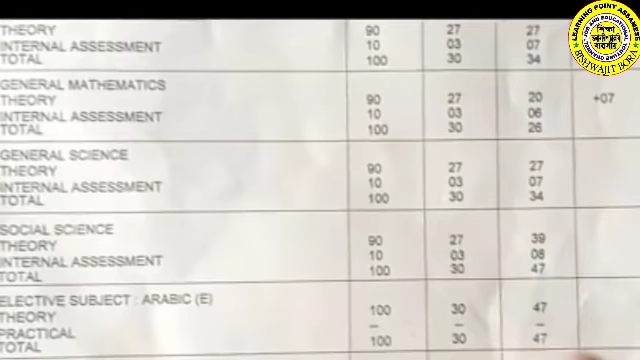 THEORY 90 27 27
INTERNAL ASSESSMENT 10 03 07
TOTAL 100 30 34
GENERAL MATHEMATICS
THEORY 90 27 20 +07
INTERNAL ASSESSMENT 10 03 06
TOTAL 100 30 26
GENERAL SCIENCE
THEORY 90 27 27
INTERNAL ASSESSMENT 10 03 07
TOTAL 100 30 34
SOCIAL SCIENCE
THEORY 90 27 39
INTERNAL ASSESSMENT 10 03 08
TOTAL 100 30 47
ELECTIVE SUBJECT : ARABIC (E)
THEORY 100 30 47
PRACTICAL – – –
TOTAL 100 30 47
LEARNING POINT ASSAMESE
BISHWAJIT BORA